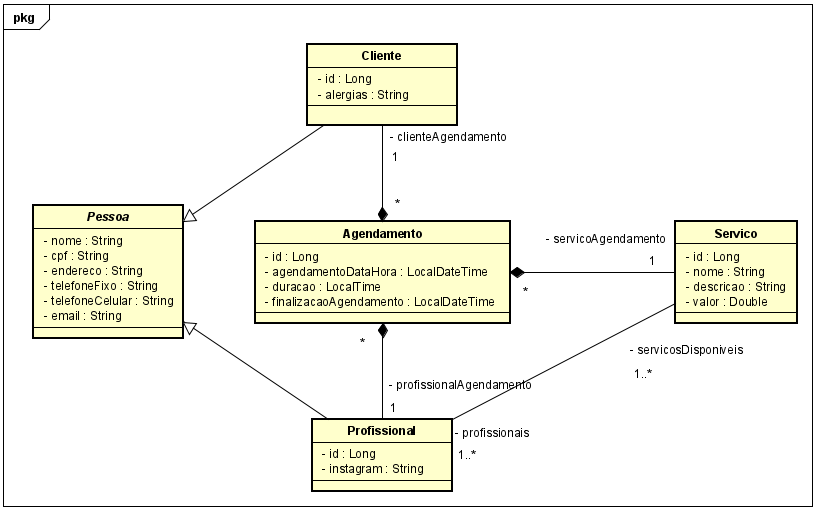 pkg
Cliente
- id : Long
- alergias : String
- clienteAgendamento
1
*
Pessoa
- nome : String
- cpf : String
- endereco : String
- telefoneFixo : String
- telefoneCelular : String
- email : String
Agendamento
- id : Long
- agendamentoDataHora : LocalDateTime
- duracao : LocalTime
- finalizacaoAgendamento : LocalDateTime
- servicoAgendamento
1
*
Servico
- id : Long
- nome : String
- descricao : String
- valor : Double
*
- profissionalAgendamento
1
- servicosDisponiveis
1..*
- profissionais
1..*
Profissional
- id : Long
- instagram : String